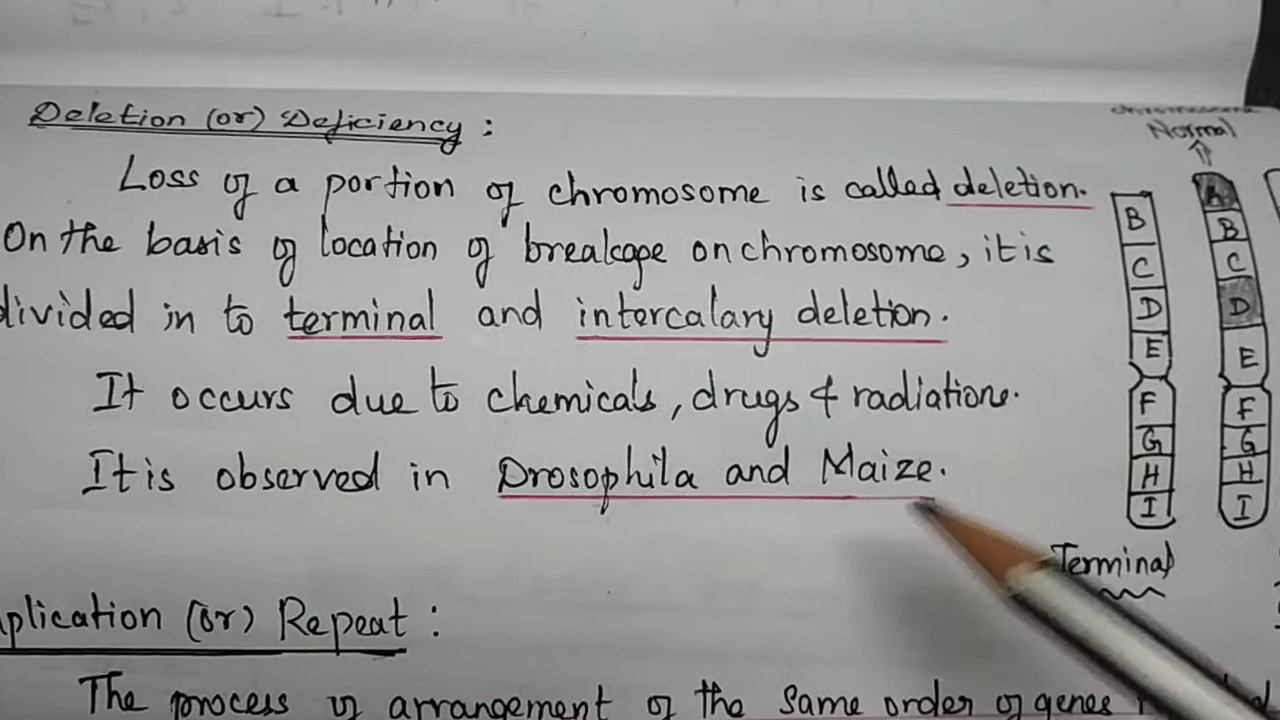 Deletion (or) Deficiency :
Loss of a portion of chromosome is called deletion.
On the basis of location of breakage on chromosome, it is
divided in to terminal and intercalary deletion.
It occurs due to chemicals, drugs & radiations.
It is observed in Drosophila and Maize.
plication (or) Repeat :
The process of arrangement of the same order of genes
chromosome
Normal
B
C
D
E
F
G
H
I
Terminal
A
B
C
D
E
F
G
H
I